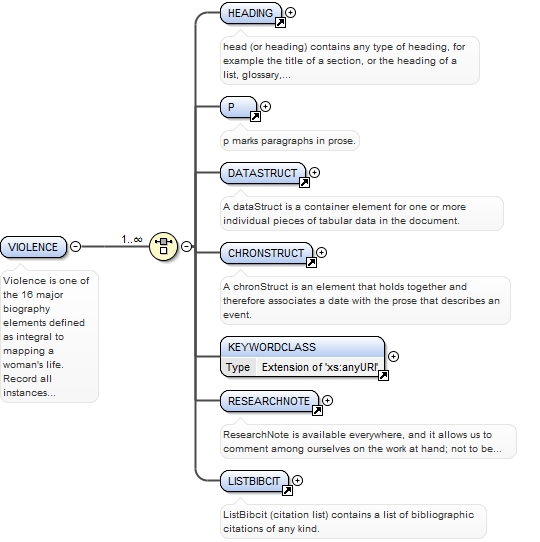 HEADING
head (or heading) contains any type of heading, for
example the title of a section, or the heading of a
list, glossary,...
P
p marks paragraphs in prose.
DATASTRUCT
A dataStruct is a container element for one or more
individual pieces of tabular data in the document.
VIOLENCE
1..∞
Violence is one of
the 16 major
biography
elements defined
as integral to
mapping a
woman's life.
Record all
instances...
CHRONSTRUCT
A chronStruct is an element that holds together and
therefore associates a date with the prose that describes an
event.
KEYWORDCLASS
Type Extension of 'xs:anyURI'
RESEARCHNOTE
ResearchNote is available everywhere, and it allows us to
comment among ourselves on the work at hand; not to be...
LISTBIBCIT
ListBibcit (citation list) contains a list of bibliographic
citations of any kind.